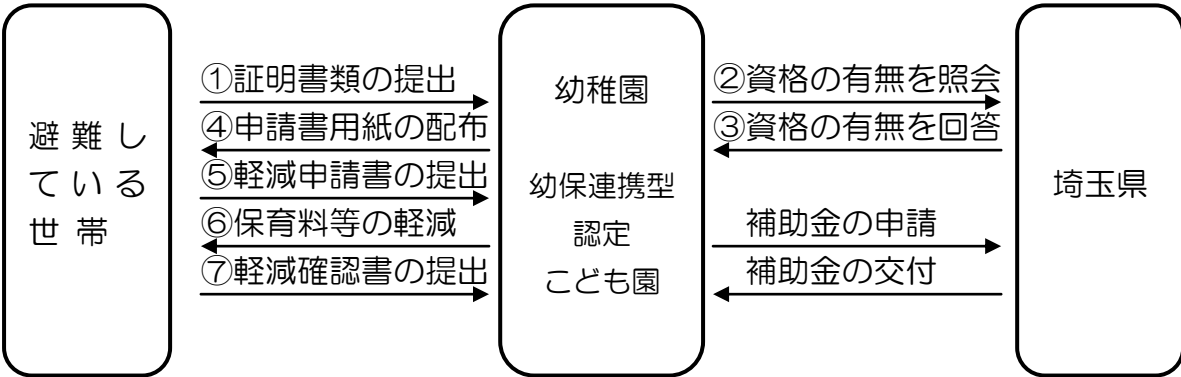 避難し
ている
世帯
①証明書類の提出
④申請書用紙の配布
⑤軽減申請書の提出
⑥保育料等の軽減
⑦軽減確認書の提出
幼稚園
幼保連携型
認定
こども園
②資格の有無を照会
③資格の有無を回答
補助金の申請
補助金の交付
埼玉県